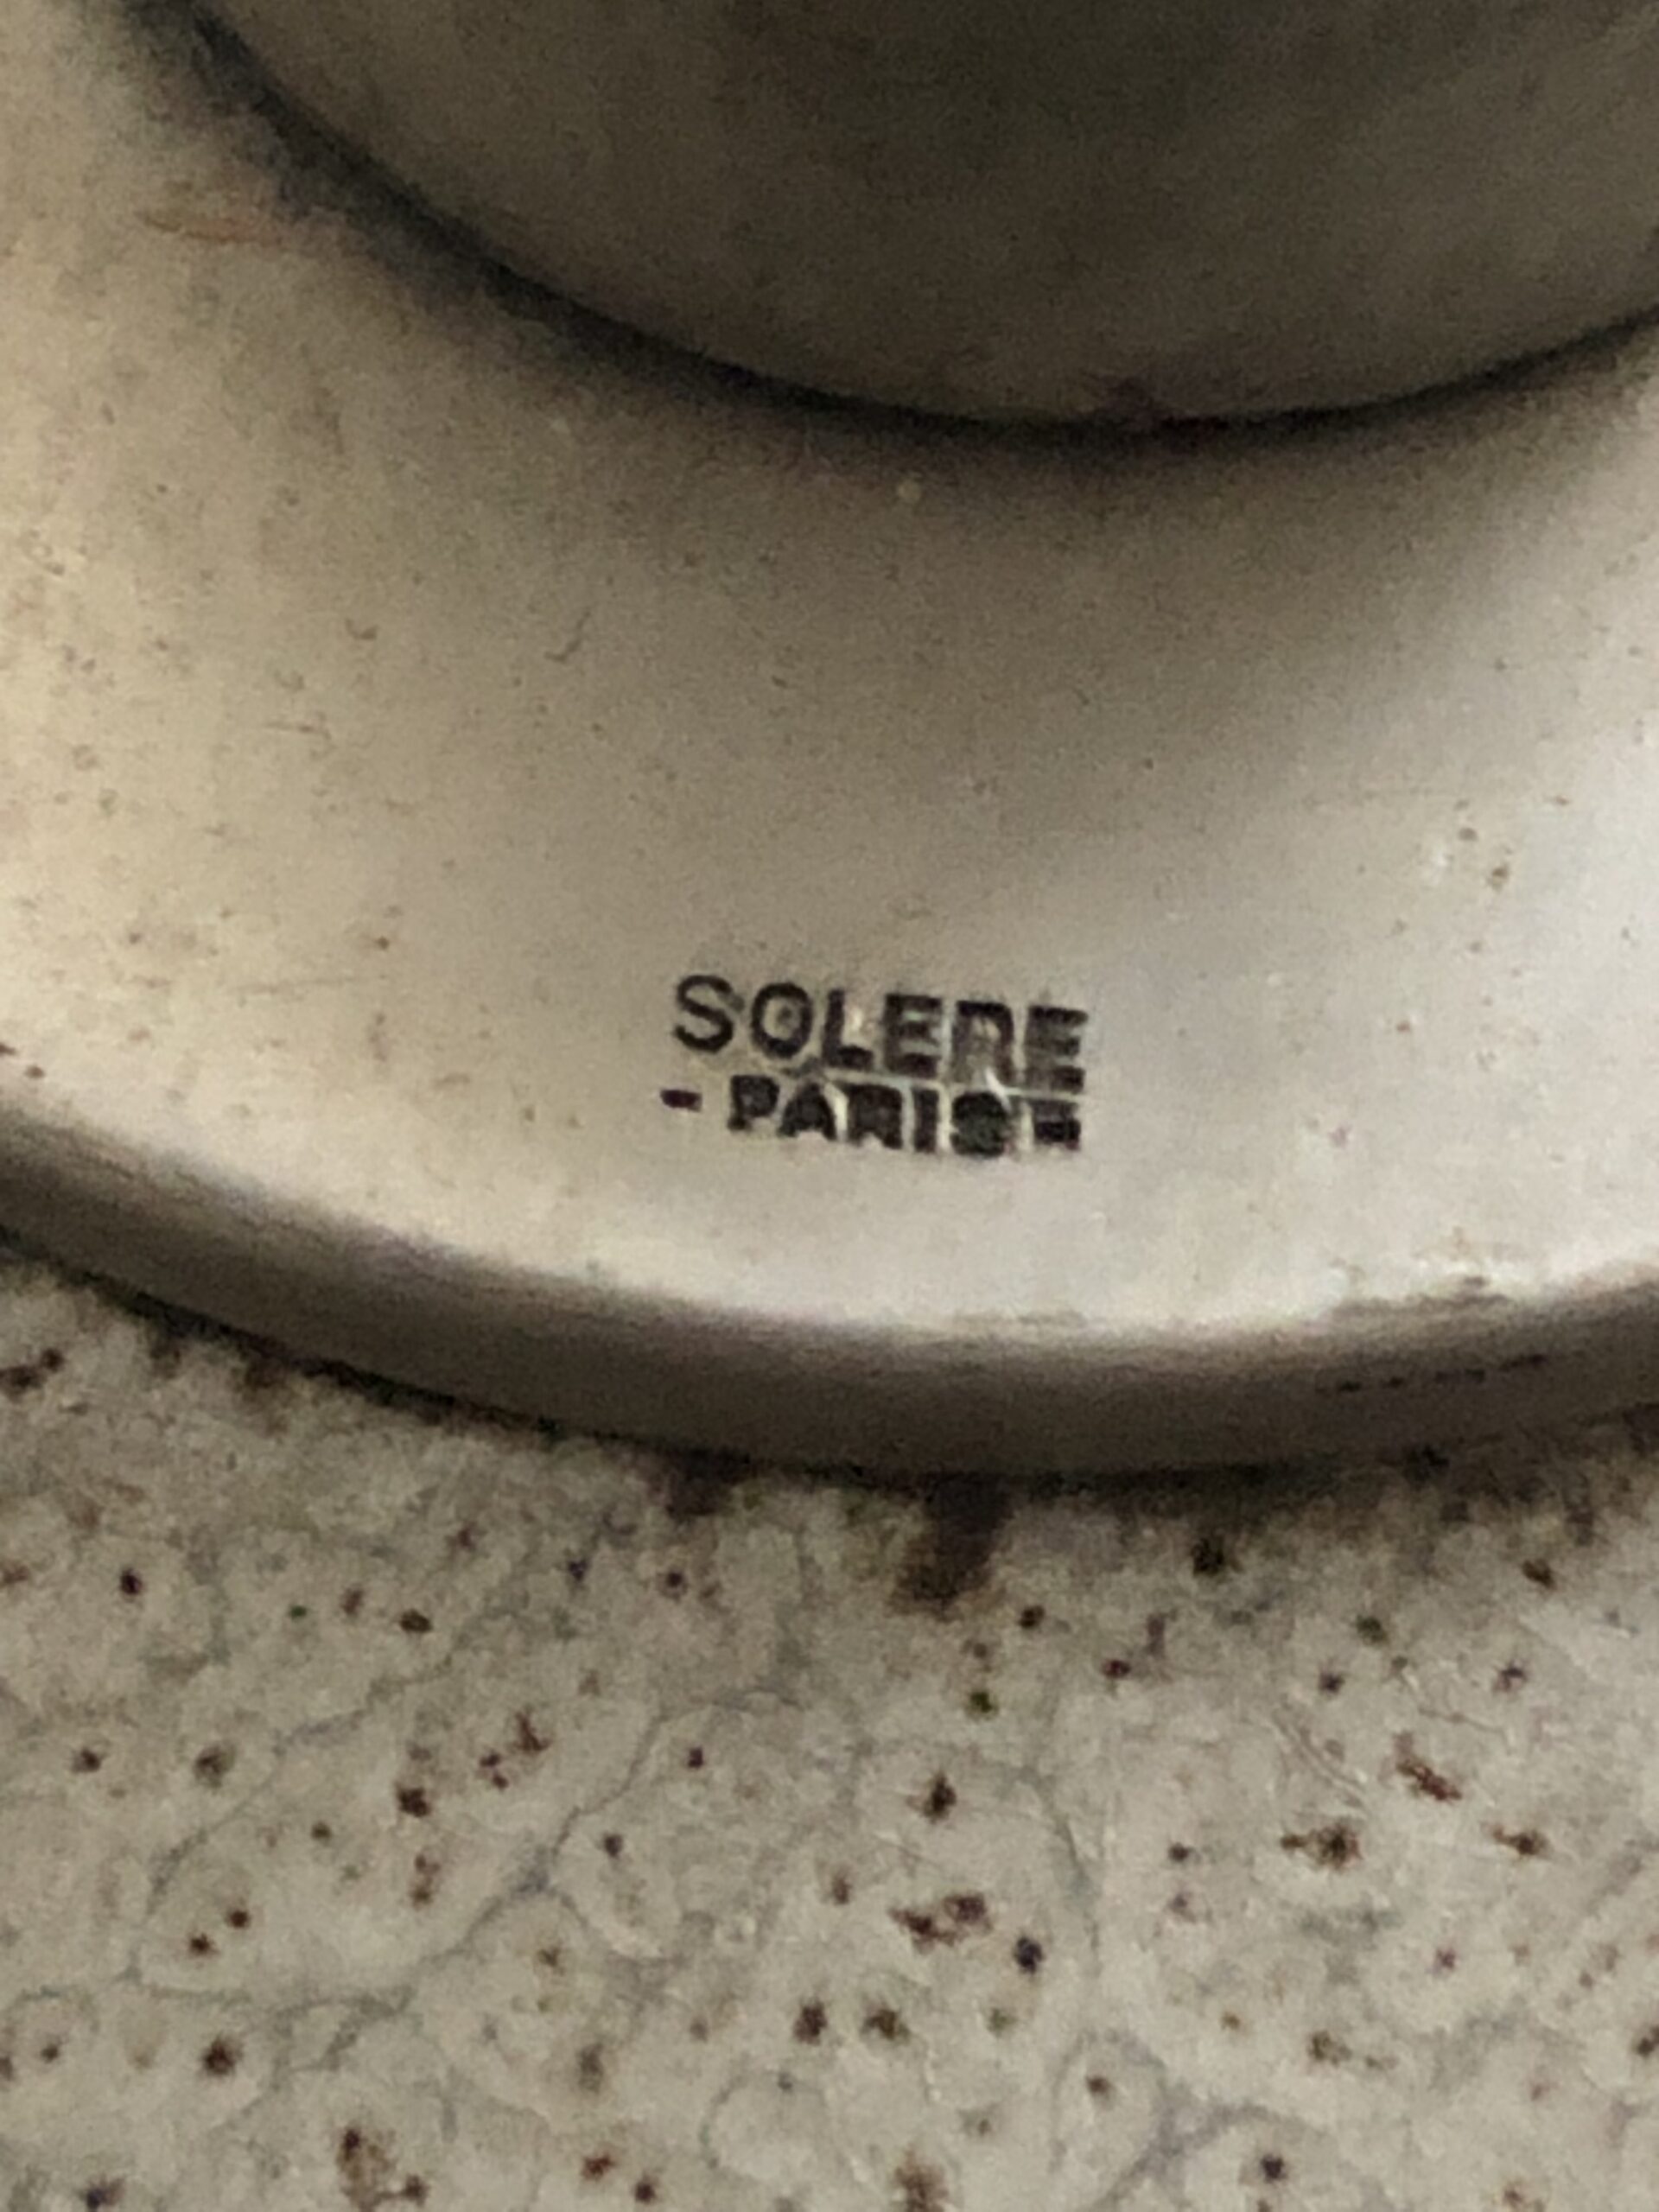 SOLERE
- PARIS -